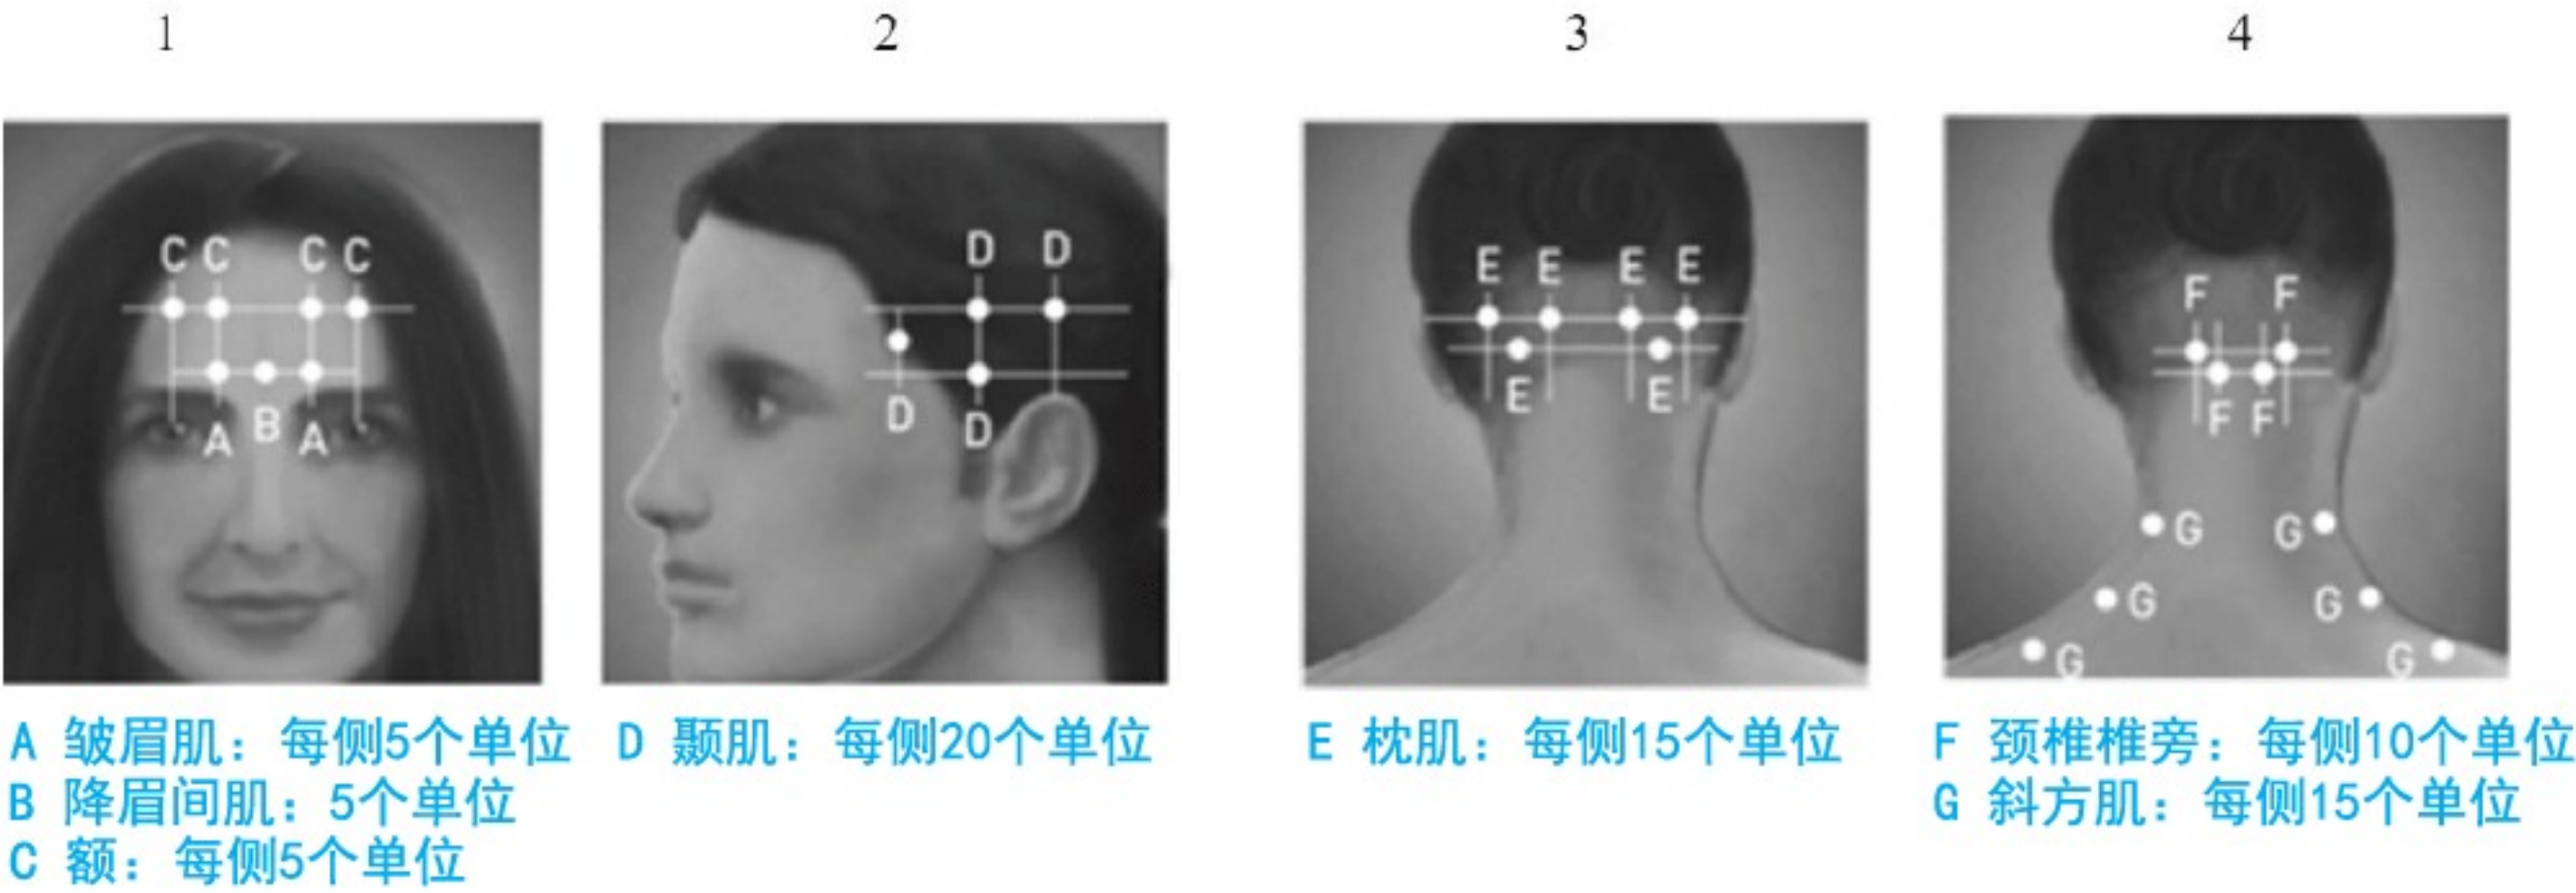 1
2
3
4
C C C C
A B A
D D
D D
E E E E
E E
F F
F F
G G
G G
G G
A 皱眉肌：每侧5个单位
B 降眉间肌：5个单位
C 额：每侧5个单位
D 颞肌：每侧20个单位
E 枕肌：每侧15个单位
F 颈椎椎旁：每侧10个单位
G 斜方肌：每侧15个单位